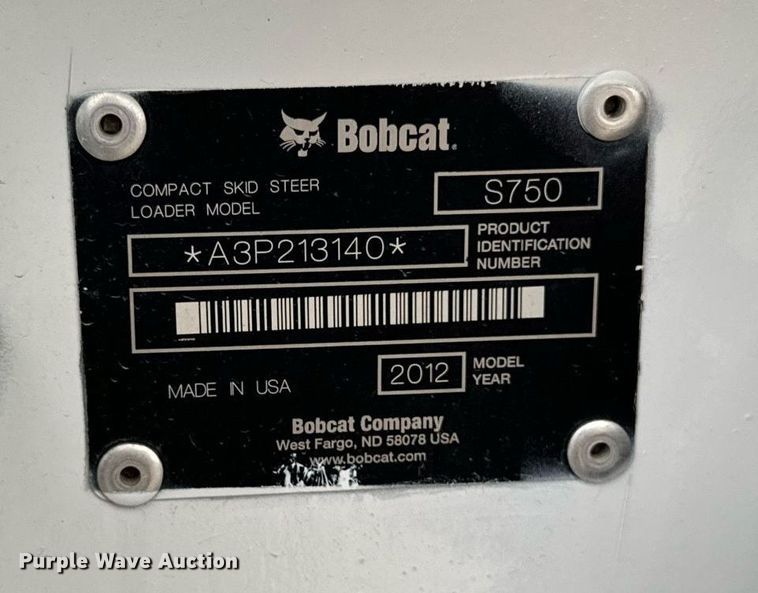 Bobcat
COMPACT SKID STEER
LOADER MODEL
S750
*A3P213140*
PRODUCT
IDENTIFICATION
NUMBER
MADE IN USA
2012
MODEL
YEAR
Bobcat Company
West Fargo, ND 58078 USA
www.bobcat.com
Purple Wave Auction